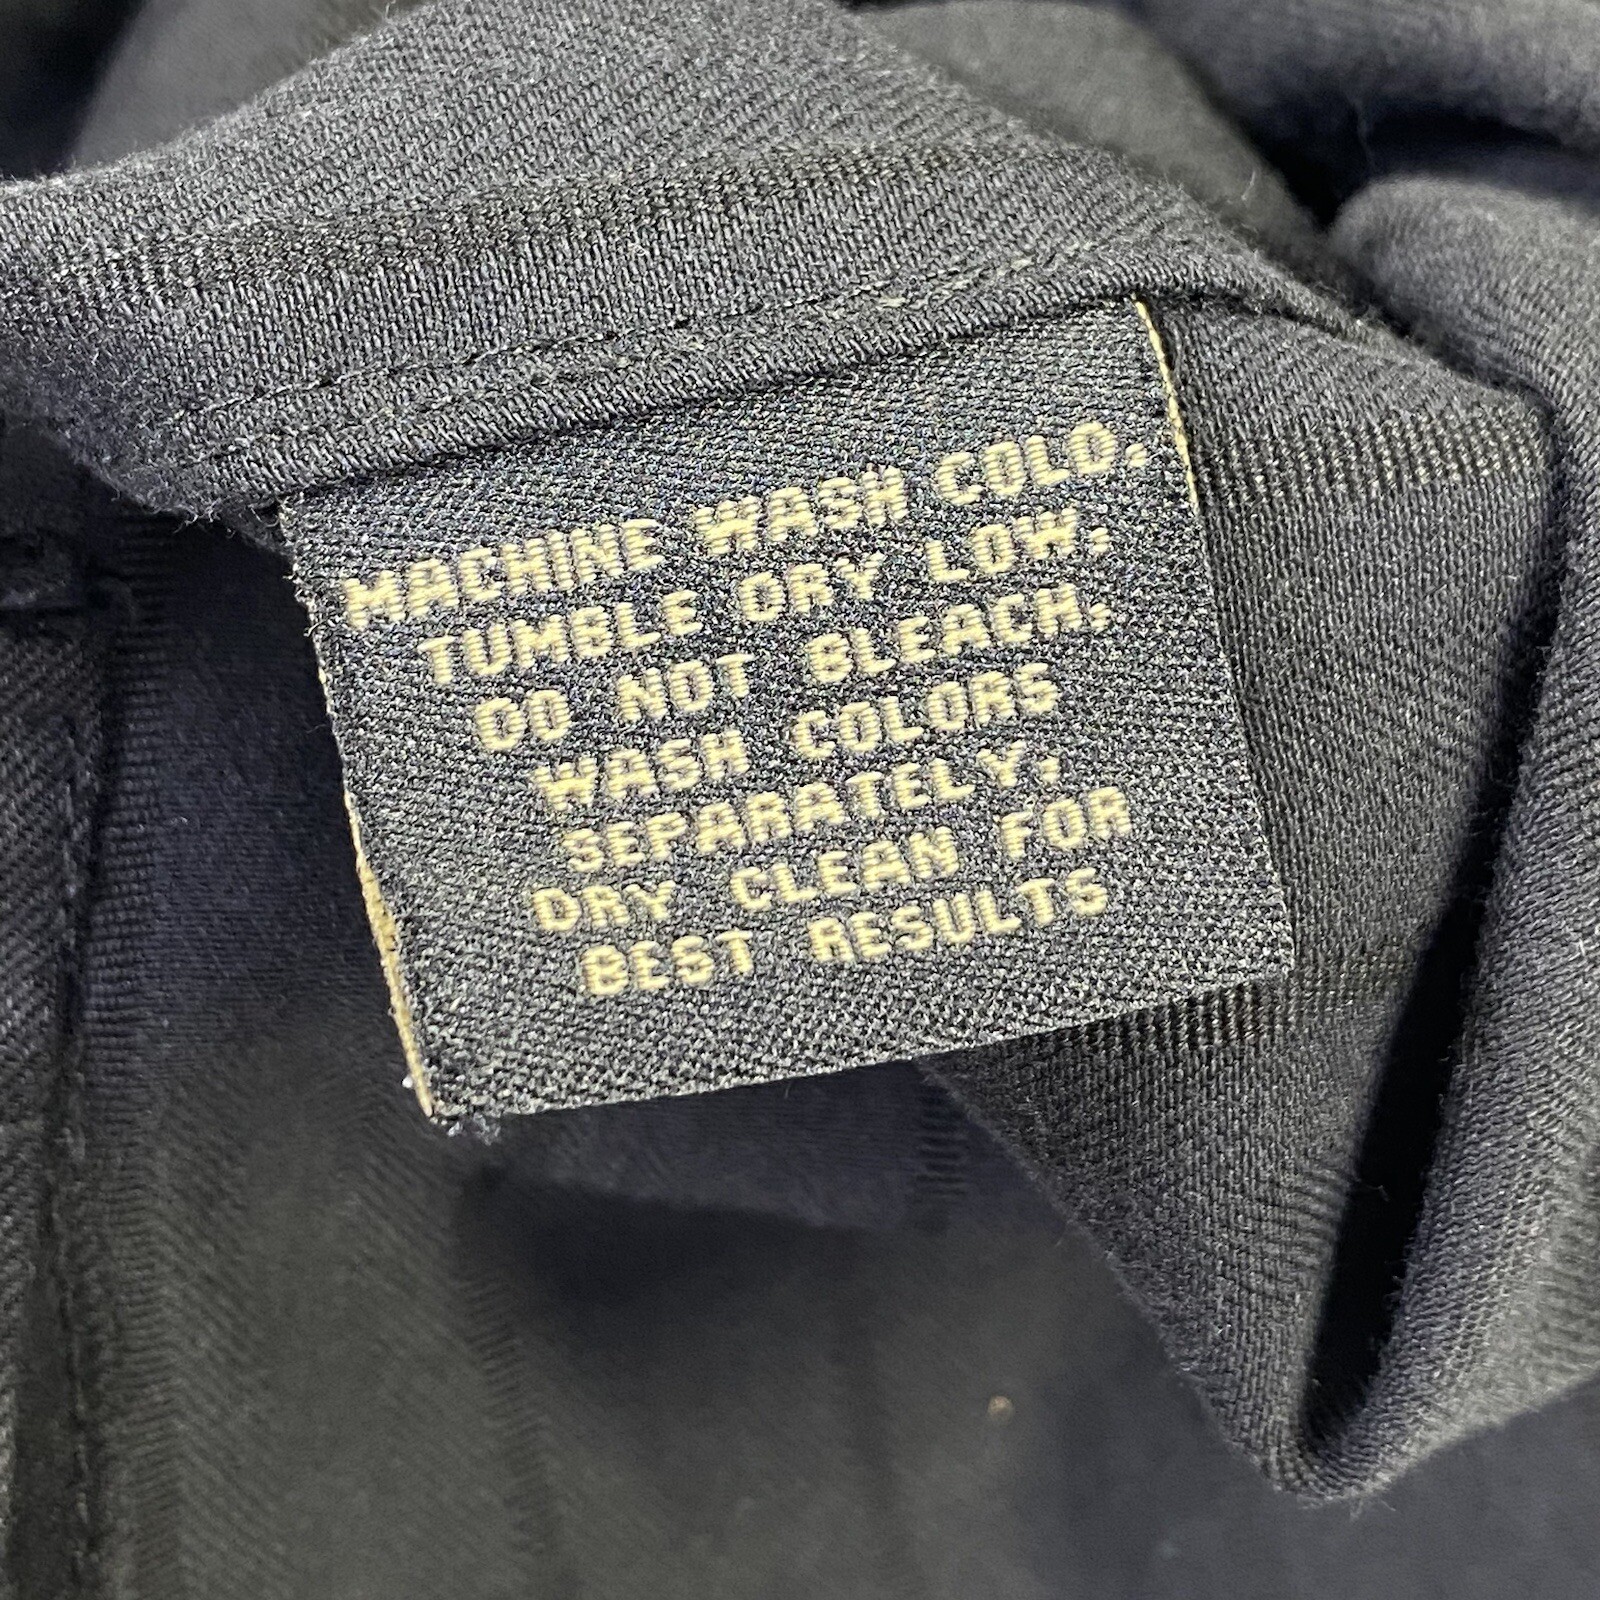 MACHINE WASH COLD,
TUMBLE DRY LOW,
DO NOT BLEACH,
WASH COLORS
SEPARATELY,
DRY CLEAN FOR
BEST RESULTS